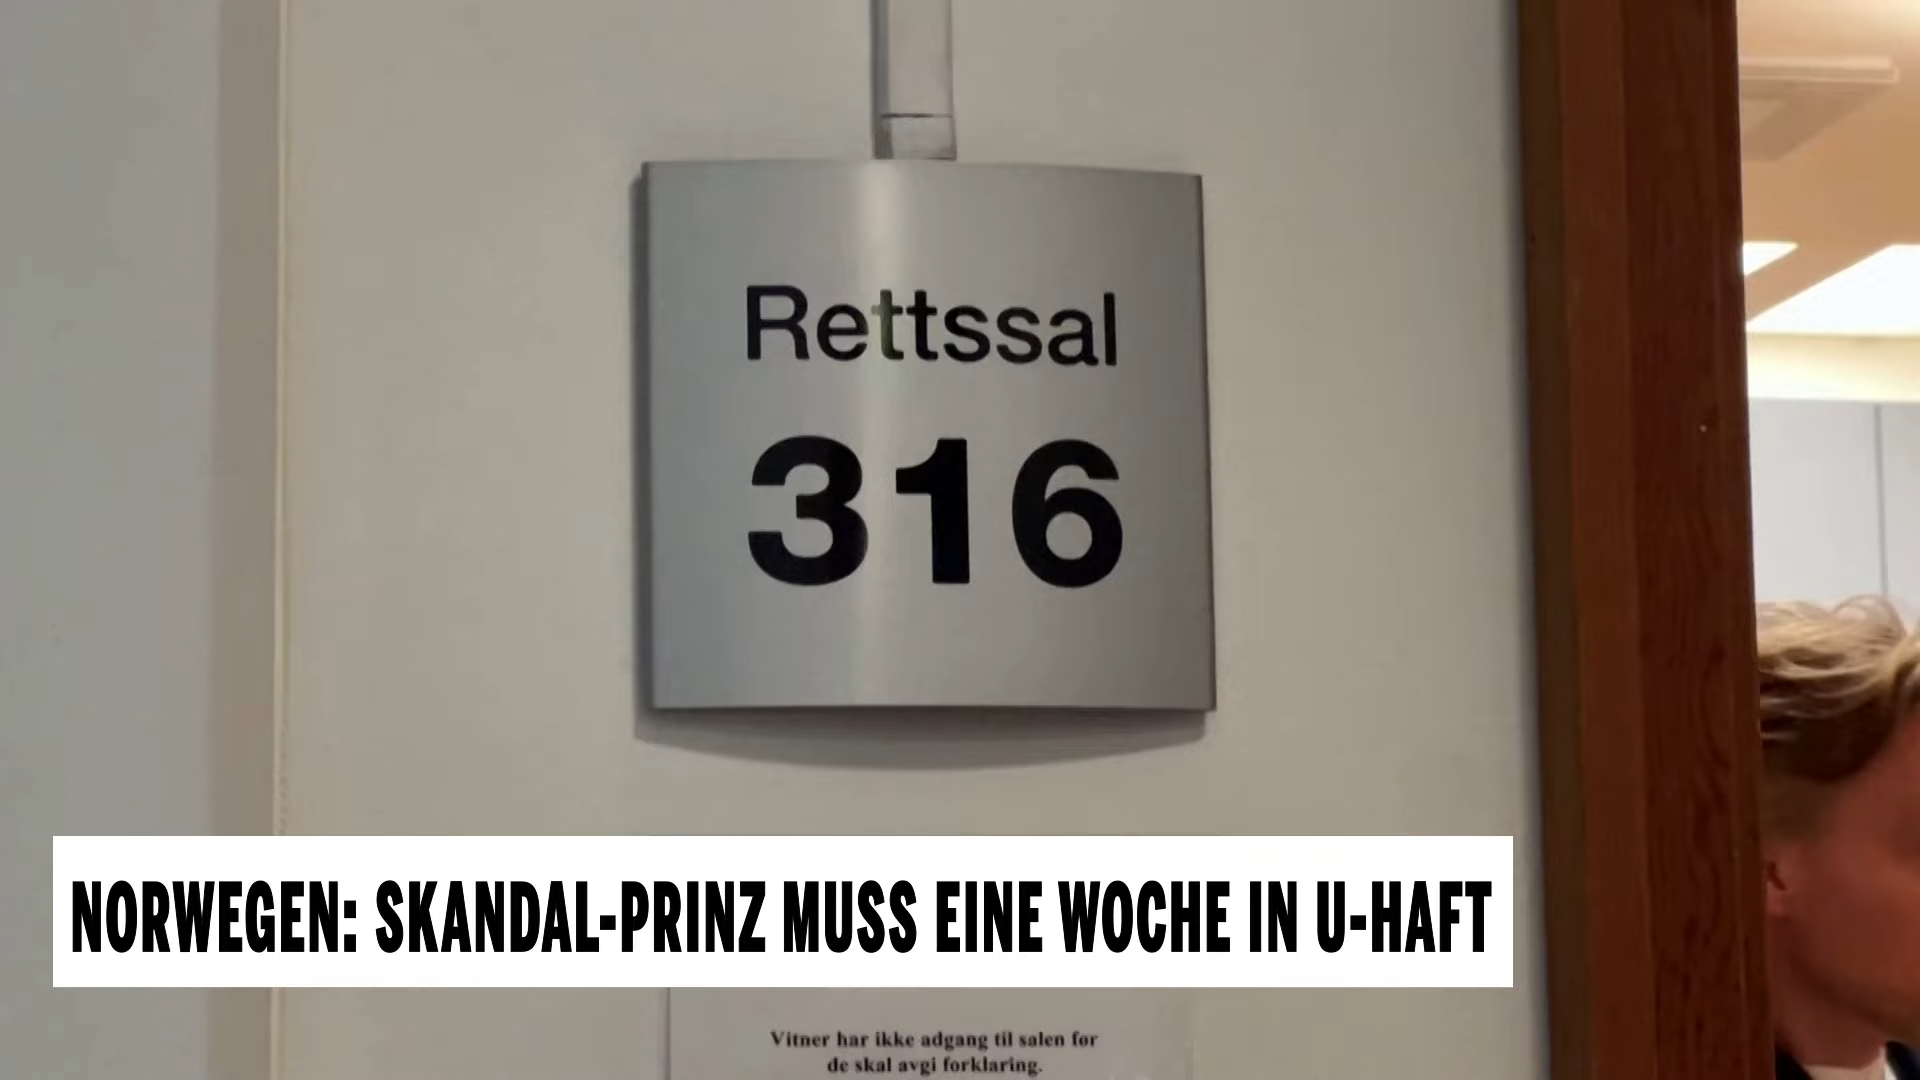 Rettssal
316
NORWEGEN: SKANDAL-PRINZ MUSS EINE WOCHE IN U-HAFT
Vitner har ikke adgang til salen før
de skal avgi forklaring.